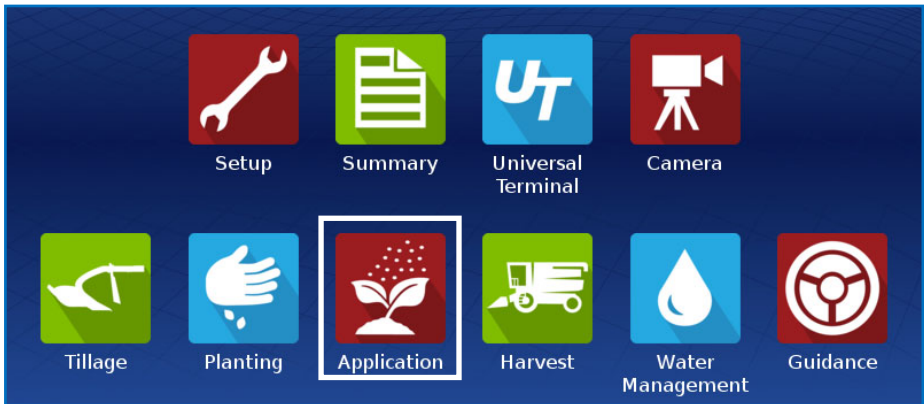 UT
Setup
Summary
Universal
Terminal
Camera
Tillage
Planting
Application
Harvest
Water
Management
Guidance